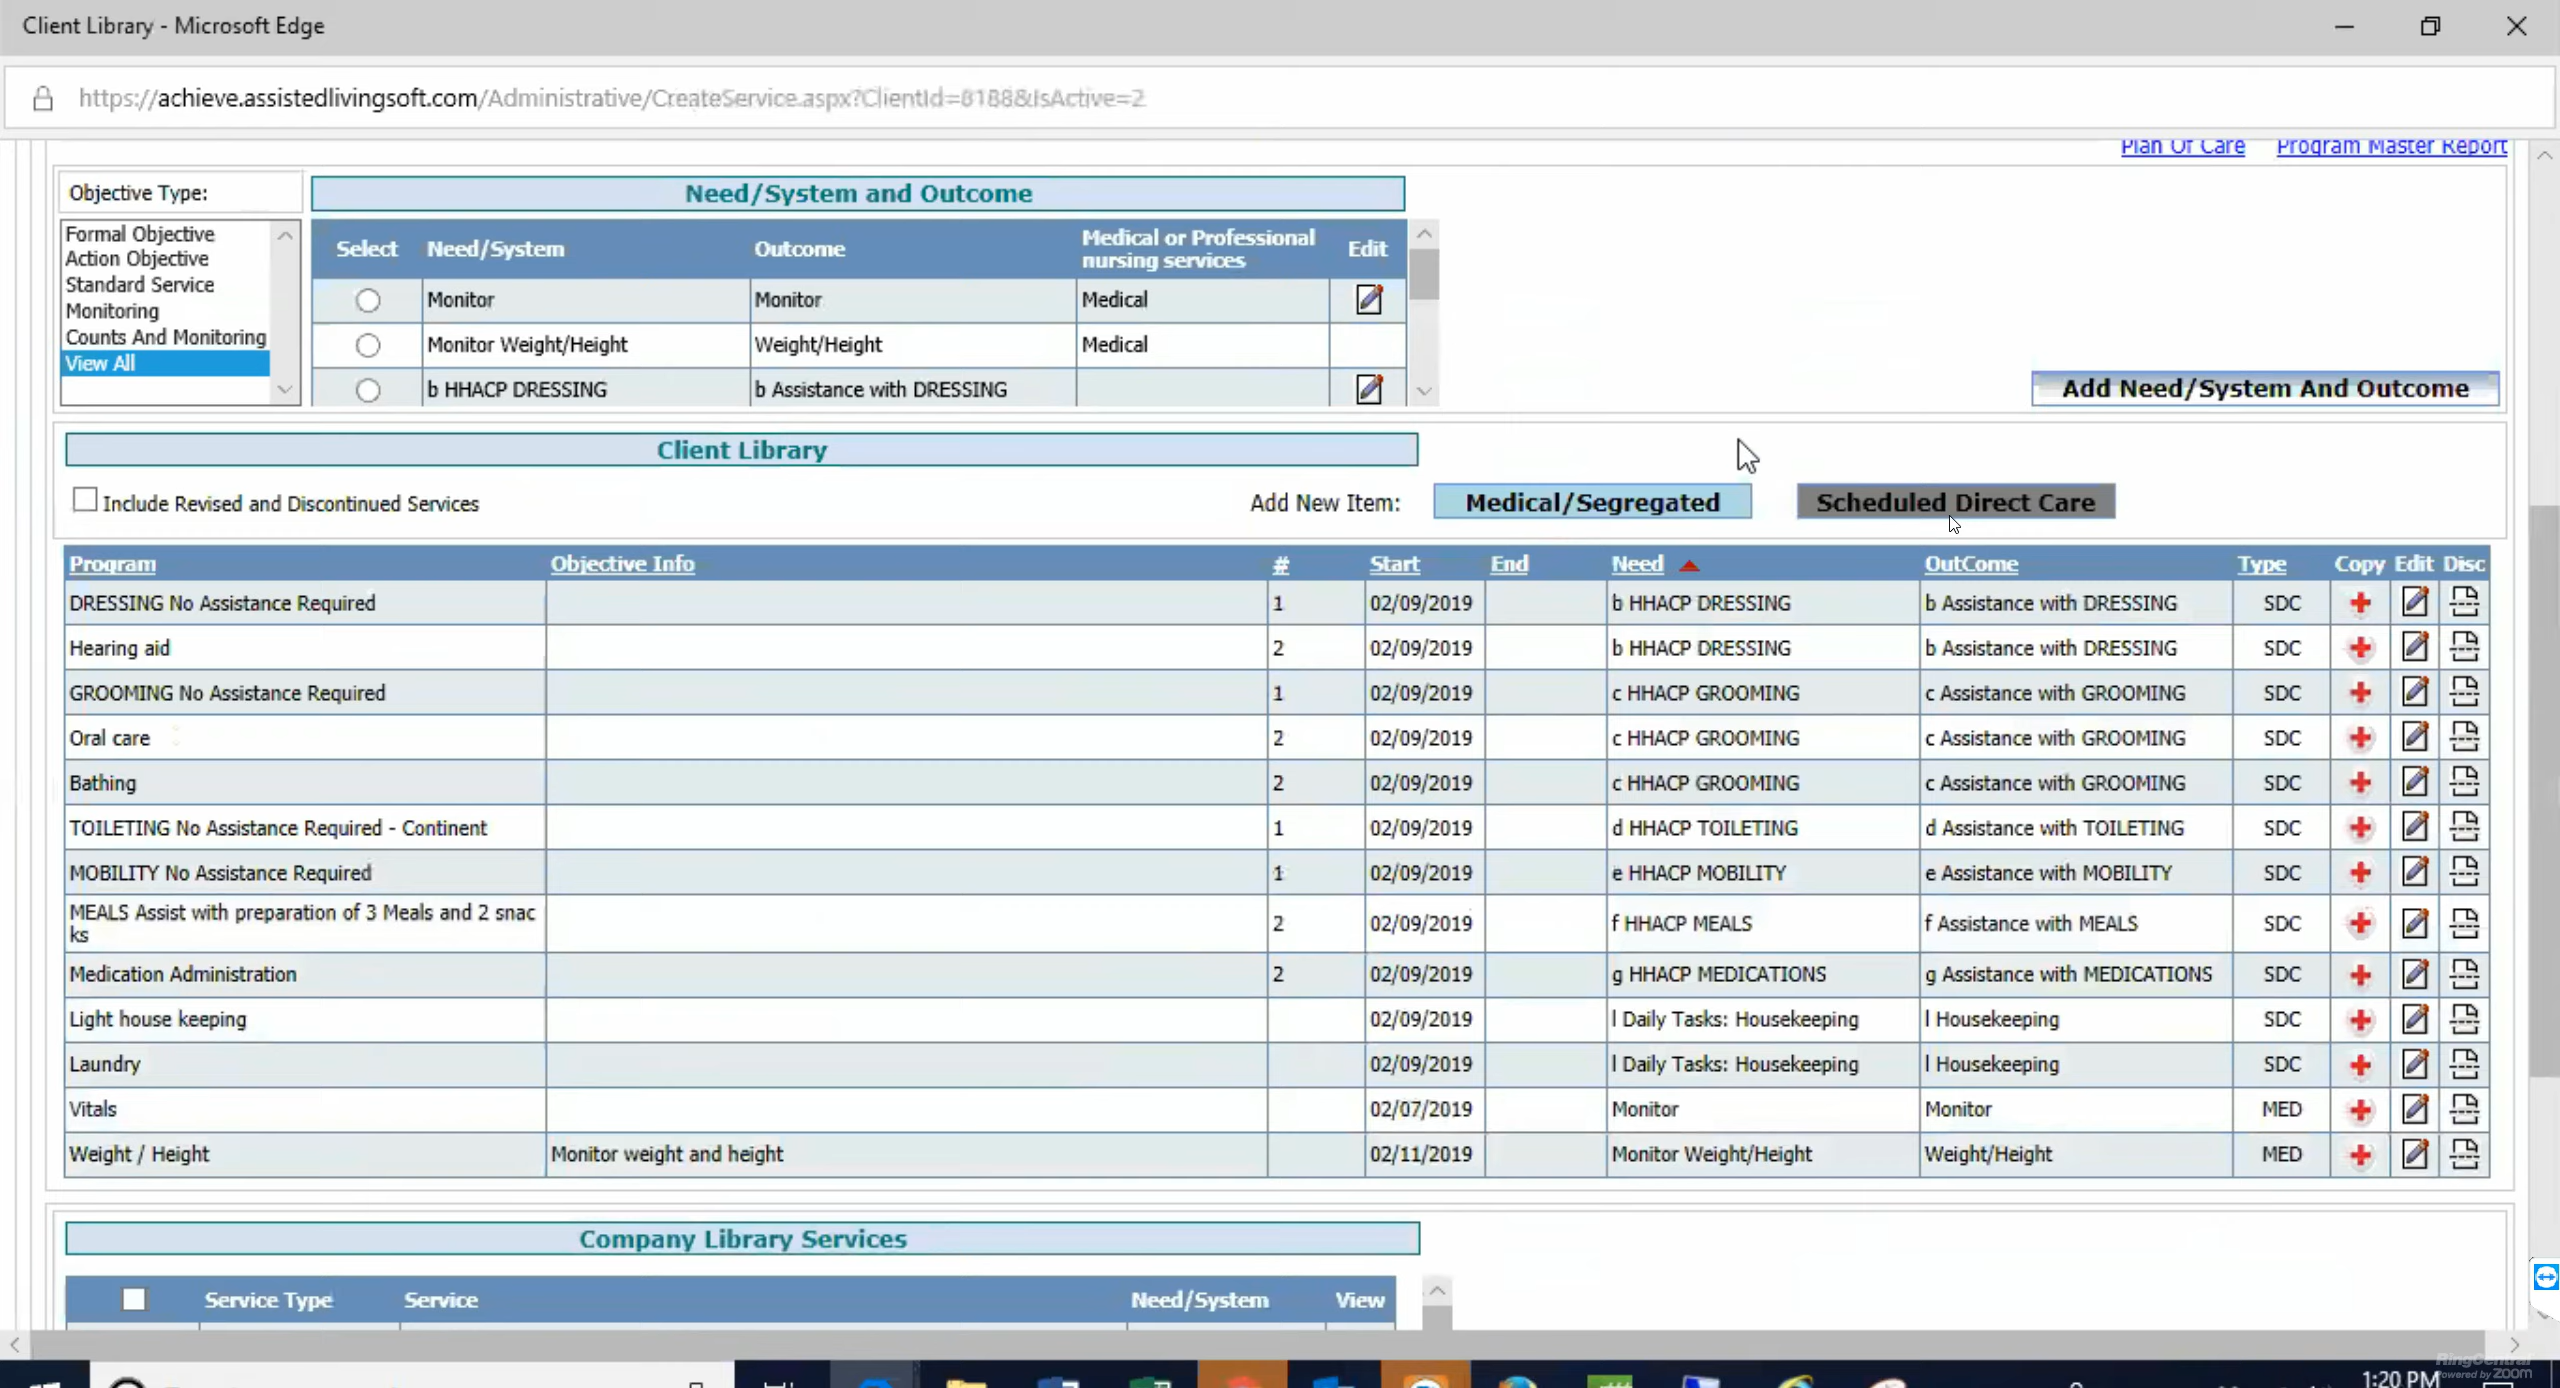 Client Library - Microsoft Edge
https://achieve.assistedlivingsoft.com/Administrative/CreateService.aspx?ClientId=6188&IsActive=2
Plan Of Care Program Master Report
Objective Type:
Need/System and Outcome
Formal Objective
Action Objective
Standard Service
Monitoring
Counts And Monitoring
View All
Select Need/System Outcome Medical or Professional nursing services Edit
Monitor Monitor Medical
Monitor Weight/Height Weight/Height Medical
b HHACP DRESSING b Assistance with DRESSING
Add Need/System And Outcome
Client Library
Include Revised and Discontinued Services Add New Item: Medical/Segregated Scheduled Direct Care
Program Objective Info # Start End Need OutCome Type Copy Edit Disc
DRESSING No Assistance Required 1 02/09/2019 b HHACP DRESSING b Assistance with DRESSING SDC
Hearing aid 2 02/09/2019 b HHACP DRESSING b Assistance with DRESSING SDC
GROOMING No Assistance Required 1 02/09/2019 c HHACP GROOMING c Assistance with GROOMING SDC
Oral care 2 02/09/2019 c HHACP GROOMING c Assistance with GROOMING SDC
Bathing 2 02/09/2019 c HHACP GROOMING c Assistance with GROOMING SDC
TOILETING No Assistance Required - Continent 1 02/09/2019 d HHACP TOILETING d Assistance with TOILETING SDC
MOBILITY No Assistance Required 1 02/09/2019 e HHACP MOBILITY e Assistance with MOBILITY SDC
MEALS Assist with preparation of 3 Meals and 2 snac
ks 2 02/09/2019 f HHACP MEALS f Assistance with MEALS SDC
Medication Administration 2 02/09/2019 g HHACP MEDICATIONS g Assistance with MEDICATIONS SDC
Light house keeping 02/09/2019 l Daily Tasks: Housekeeping l Housekeeping SDC
Laundry 02/09/2019 l Daily Tasks: Housekeeping l Housekeeping SDC
Vitals 02/07/2019 Monitor Monitor MED
Weight / Height Monitor weight and height 02/11/2019 Monitor Weight/Height Weight/Height MED
Company Library Services
Service Type Service Need/System View
RingCentral
Powered by ZOOM
1:20 PM